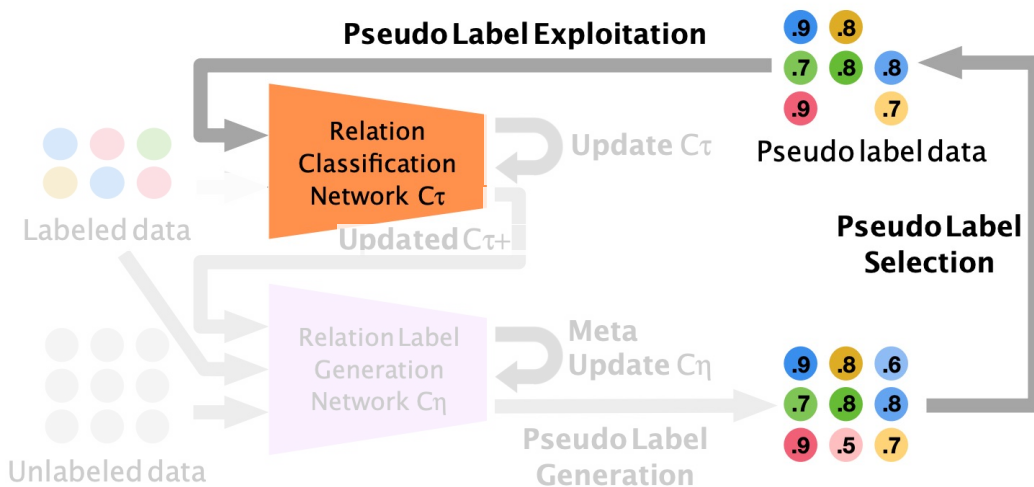 Pseudo Label Exploitation
.9 .8
.7 .8 .8
.9 .7
Pseudo label data
Relation
Classification
Network Cτ
Update Cτ
Labeled data
Updated Cτ+
Pseudo Label
Selection
Relation Label
Generation
Network Cη
Meta
Update Cη
.9 .8 .6
.7 .8 .8
.9 .5 .7
Unlabeled data
Pseudo Label
Generation